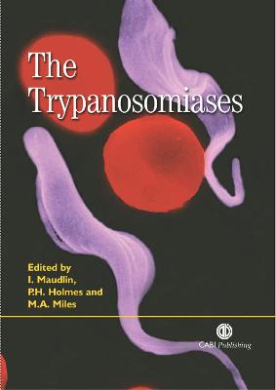 The
Trypanosomiases
Edited by
I. Maudlin,
P.H. Holmes and
M.A. Miles
CABI Publishing